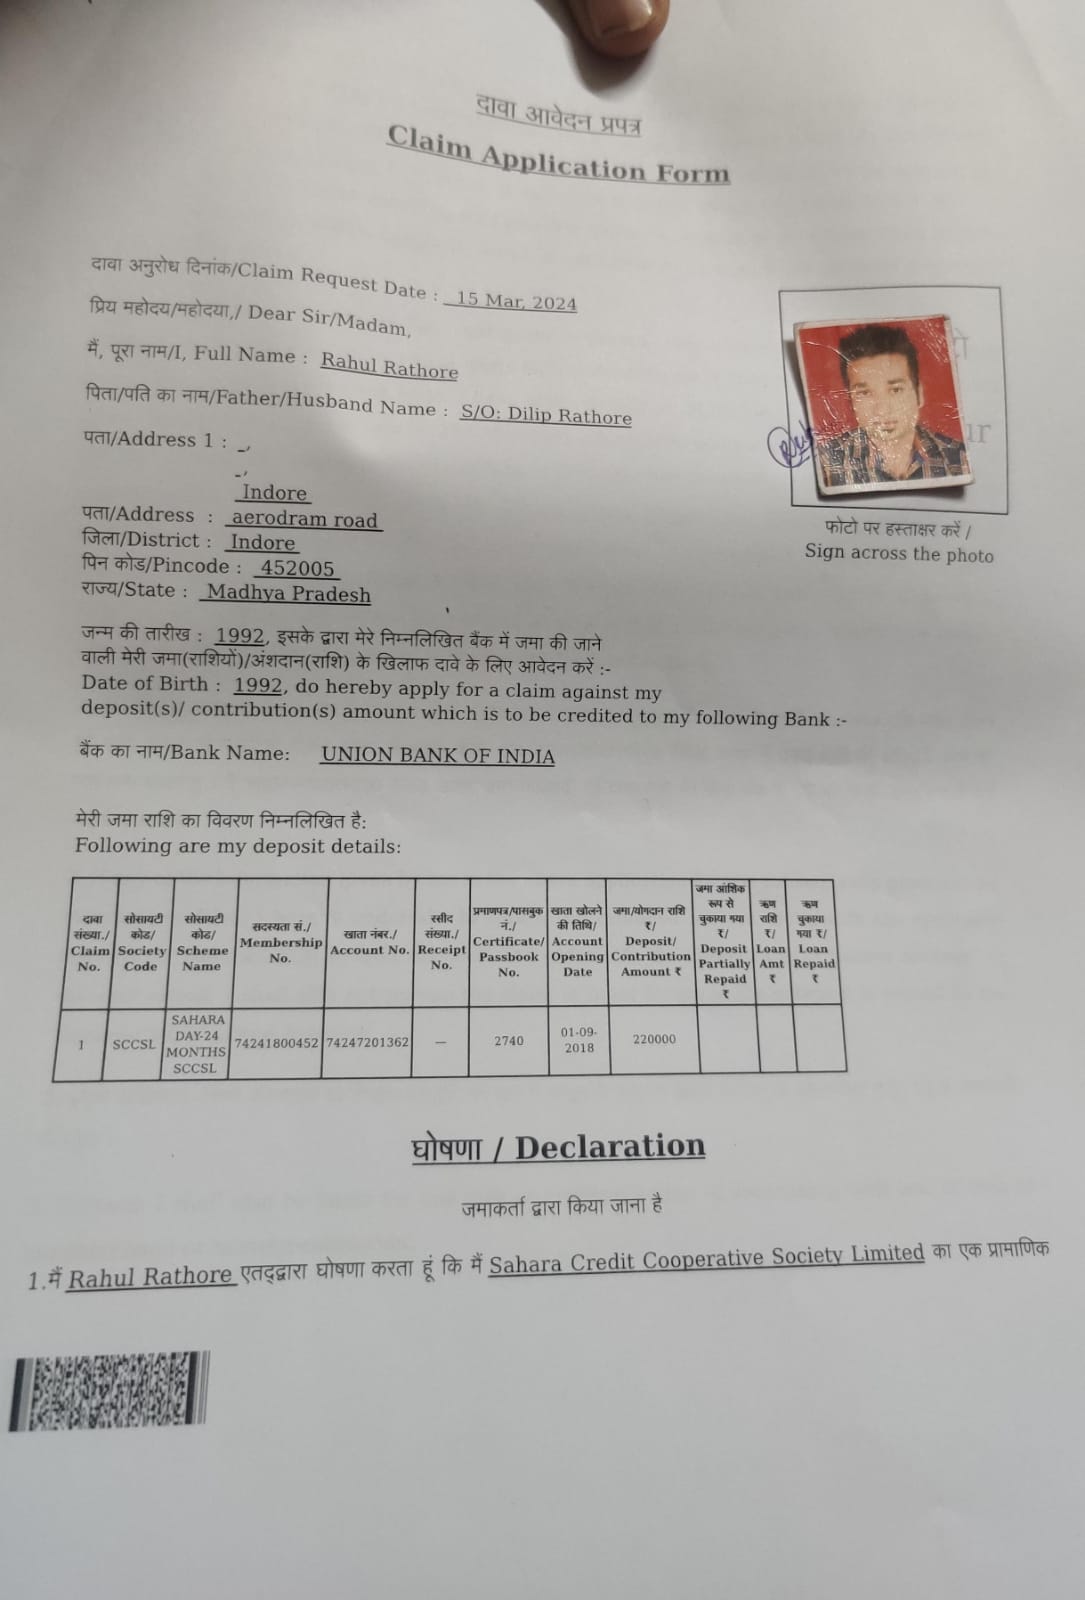 दावा आवेदन प्रपत्र
Claim Application Form
दावा अनुरोध दिनांक/Claim Request Date : 15 Mar, 2024
प्रिय महोदय/महोदया,/ Dear Sir/Madam,
मैं, पूरा नाम/I, Full Name : Rahul Rathore
पिता/पति का नाम/Father/Husband Name : S/O: Dilip Rathore
पता/Address 1 : -,
-,
Indore
पता/Address : aerodram road
जिला/District : Indore
पिन कोड/Pincode : 452005
राज्य/State : Madhya Pradesh
फोटो पर हस्ताक्षर करें /
Sign across the photo
जन्म की तारीख : 1992, इसके द्वारा मेरे निम्नलिखित बैंक में जमा की जाने
वाली मेरी जमा(राशियों)/अंशदान(राशि) के खिलाफ दावे के लिए आवेदन करें :-
Date of Birth : 1992, do hereby apply for a claim against my
deposit(s)/ contribution(s) amount which is to be credited to my following Bank :-
बैंक का नाम/Bank Name: UNION BANK OF INDIA
मेरी जमा राशि का विवरण निम्नलिखित है:
Following are my deposit details:
दावा संख्या./ Claim No.
सोसायटी कोड/ Society Code
सोसायटी कोड/ Scheme Name
सदस्यता सं./ Membership No.
खाता नंबर./ Account No.
रसीद संख्या./ Receipt No.
प्रमाणपत्र/पासबुक नं./ Certificate/ Passbook No.
खाता खोलने की तिथि/ Account Opening Date
जमा/योगदान राशि ₹/ Deposit/ Contribution Amount ₹
जमा आंशिक रूप से चुकाया गया ₹/ Deposit Partially Repaid ₹
ऋण राशि ₹/ Loan Amt ₹
ऋण चुकाया गया ₹/ Loan Repaid ₹
1 SCCSL SAHARA DAY-24 MONTHS SCCSL 74241800452 74247201362 — 2740 01-09-2018 220000
घोषणा / Declaration
जमाकर्ता द्वारा किया जाना है
1.मैं Rahul Rathore एतद्द्वारा घोषणा करता हूं कि मैं Sahara Credit Cooperative Society Limited का एक प्रामाणिक